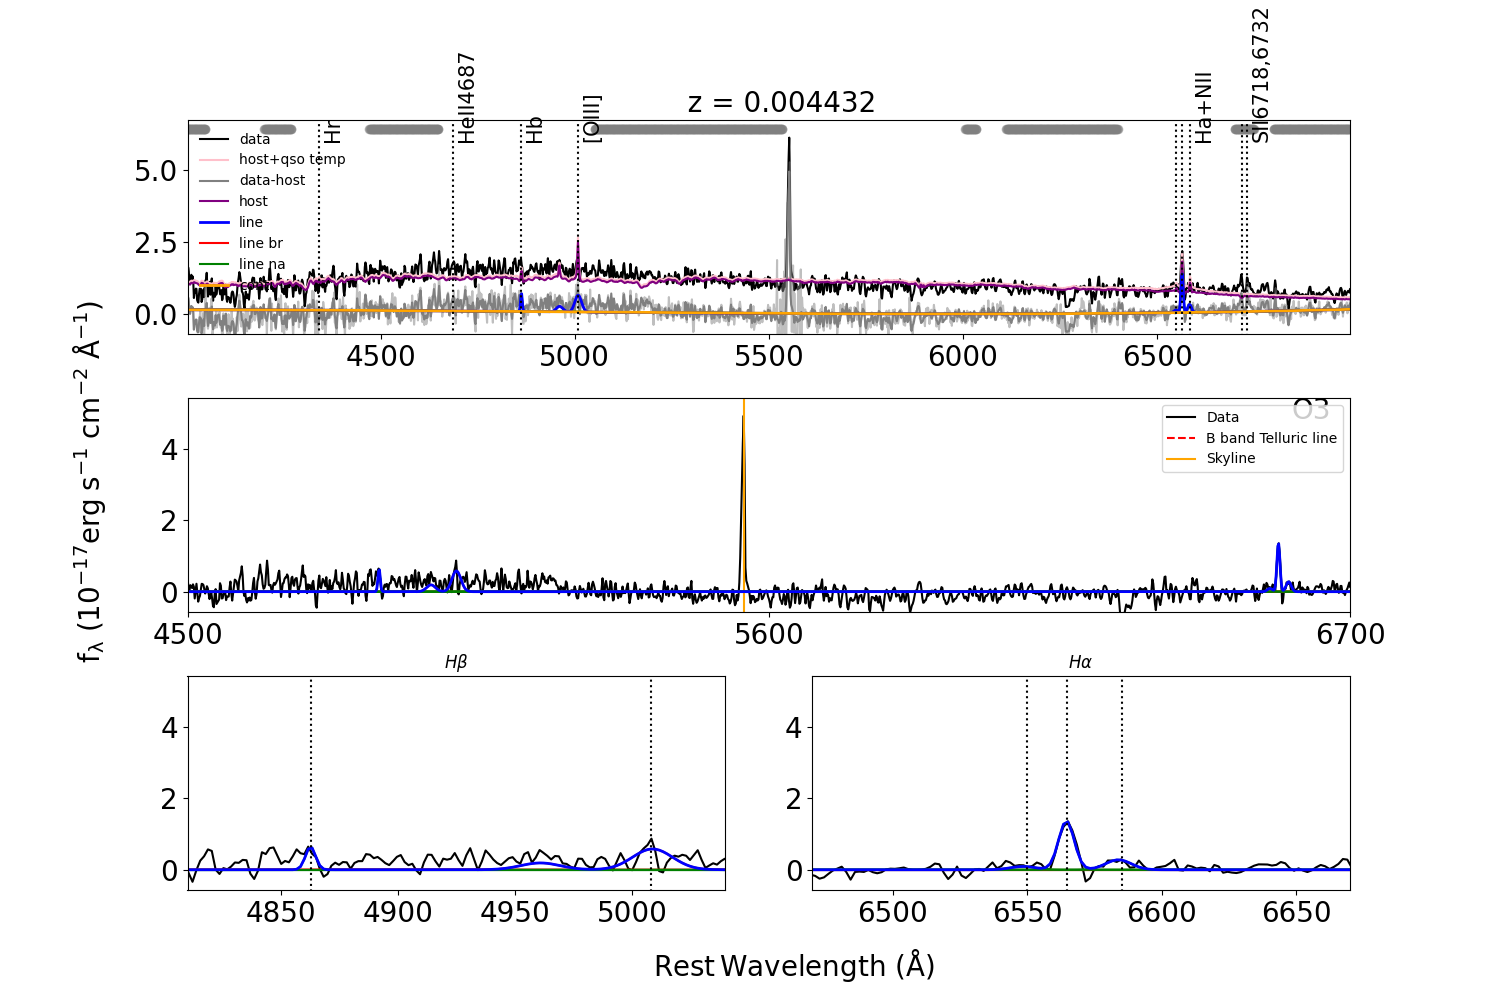 z = 0.004432
Hr
HeII4687
Hb
[OIII]
Ha+NII
SII6718,6732
data
host+qso temp
data-host
host
line
line br
line na
5.0
2.5
0.0
4500
5000
5500
6000
6500
O3
Data
B band Telluric line
Skyline
4
2
0
4500
5600
6700
fλ (10⁻¹⁷erg s⁻¹ cm⁻² Å⁻¹)
Hβ
4
2
0
4850
4900
4950
5000
Hα
4
2
0
6500
6550
6600
6650
Rest Wavelength (Å)